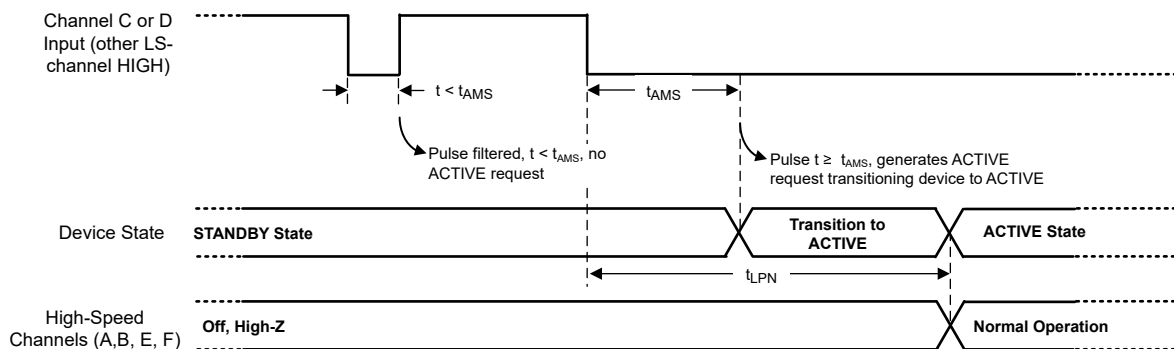 Channel C or D
Input (other LS-
channel HIGH)
t < tAMS
tAMS
Pulse filtered, t < tAMS, no
ACTIVE request
Pulse t ≥ tAMS, generates ACTIVE
request transitioning device to ACTIVE
Device State
STANDBY State
Transition to
ACTIVE
ACTIVE State
tLPN
High-Speed
Channels (A,B, E, F)
Off, High-Z
Normal Operation